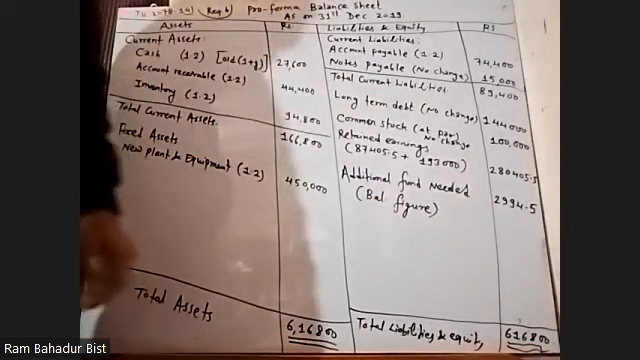 TU 2078-14) Req b) Pro-forma Balance Sheet
As on 31st Dec 2019
Assets Rs. Liabilities & Equity Rs
Current Assets:
Cash (1.2) [old(1+g)] 27,600
Account receivable (1.2) 44,400
Inventory (1.2) 94,800
Total Current Assets. 166,800
Fixed Assets
New plant & Equipment (1.2) 450,000
Total Assets 6,16800
Current Liabilities:
Account payable (1.2) 74,400
Notes payable (No change) 15,000
Total Current Liabilities 89,400
Long term debt (No change) 144000
Common stock (at par) No change 100,000
Retained earnings
(87405.5 + 193000) 280405.5
Additional fund Needed 2994.5
(Bal figure)
Total Liabilities & equity 616800
Ram Bahadur Bist